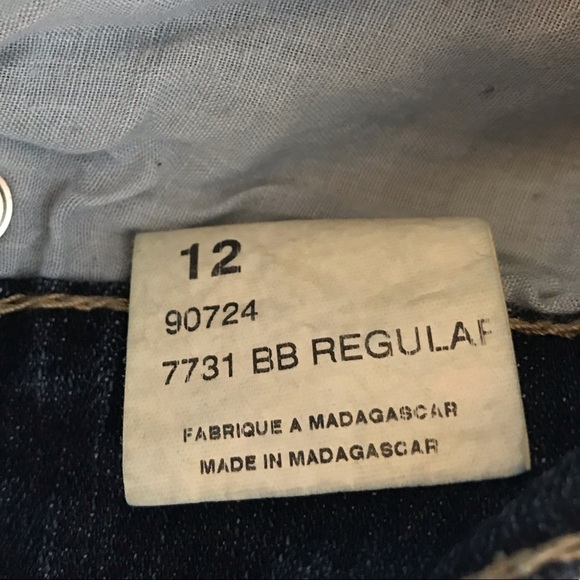 12
90724
7731 BB REGULAR
FABRIQUE A MADAGASCAR
MADE IN MADAGASCAR